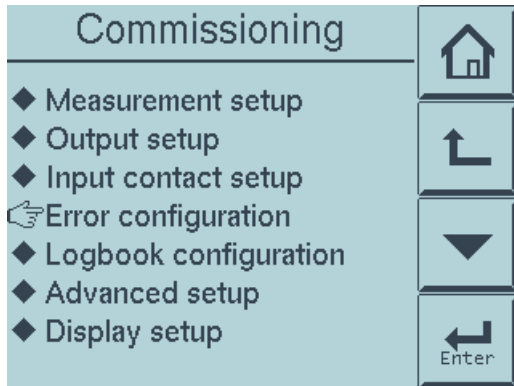 Commissioning
Measurement setup
Output setup
Input contact setup
Error configuration
Logbook configuration
Advanced setup
Display setup
Enter